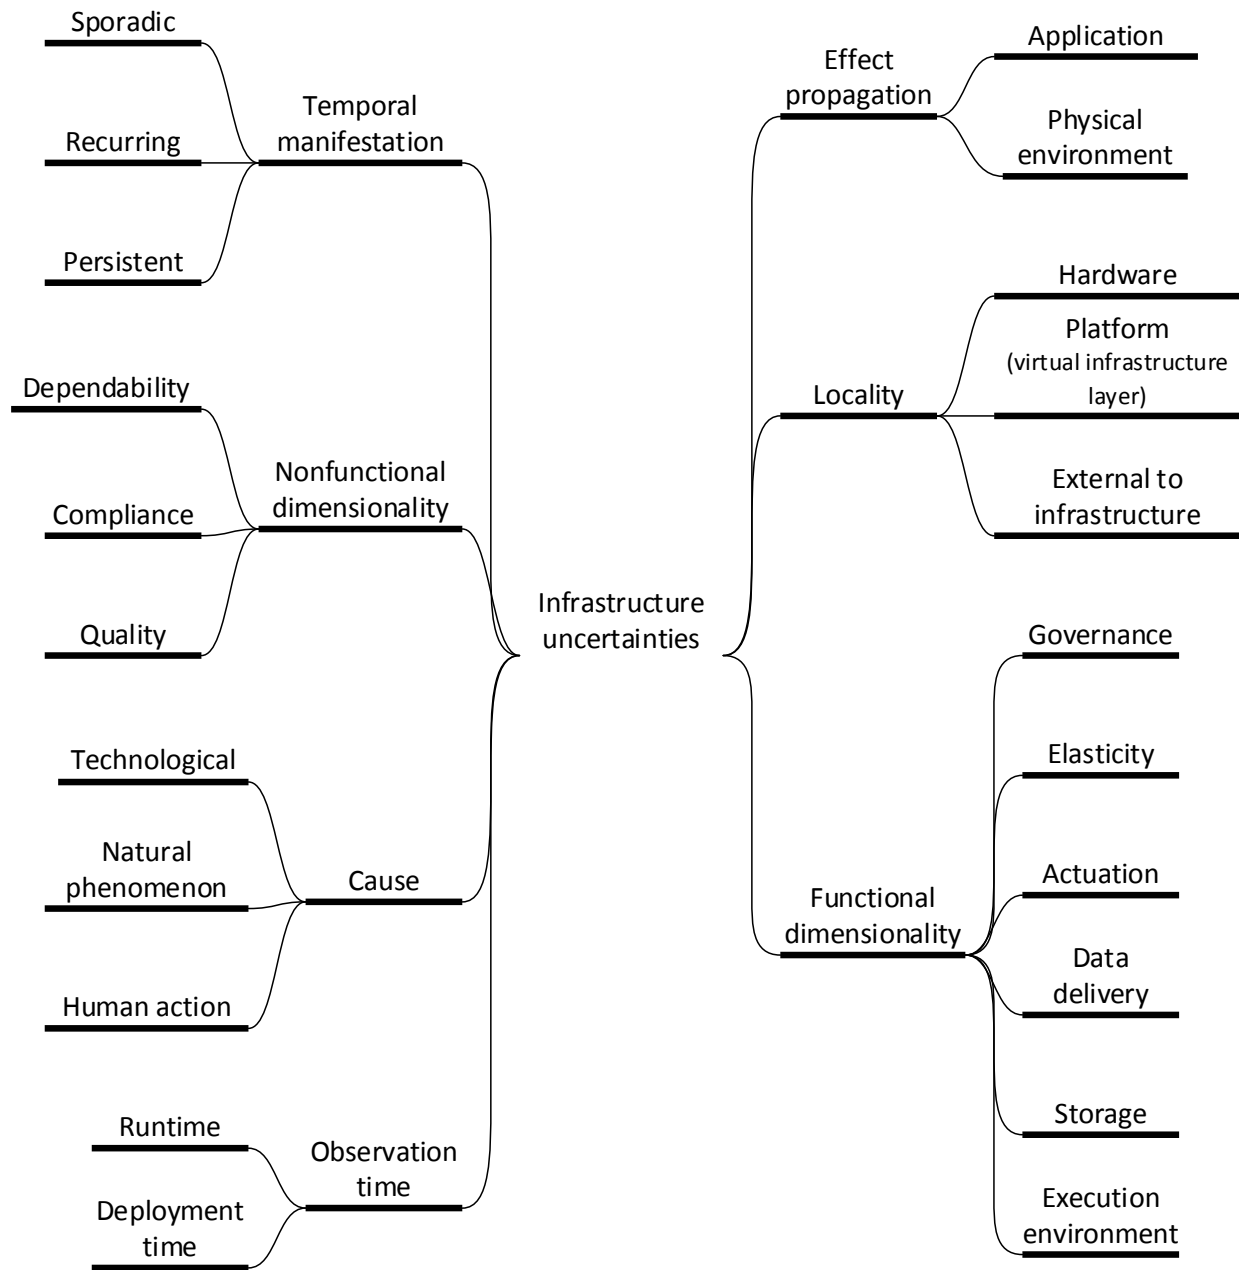 Sporadic
Temporal
manifestation
Recurring
Persistent
Dependability
Nonfunctional
dimensionality
Compliance
Quality
Technological
Natural
phenomenon
Cause
Human action
Runtime
Observation
time
Deployment
time
Infrastructure
uncertainties
Effect
propagation
Application
Physical
environment
Locality
Hardware
Platform
(virtual infrastructure
layer)
External to
infrastructure
Functional
dimensionality
Governance
Elasticity
Actuation
Data
delivery
Storage
Execution
environment